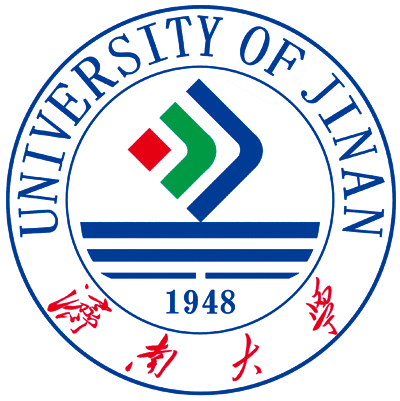 UNIVERSITY OF JINAN
1948
濟南大學